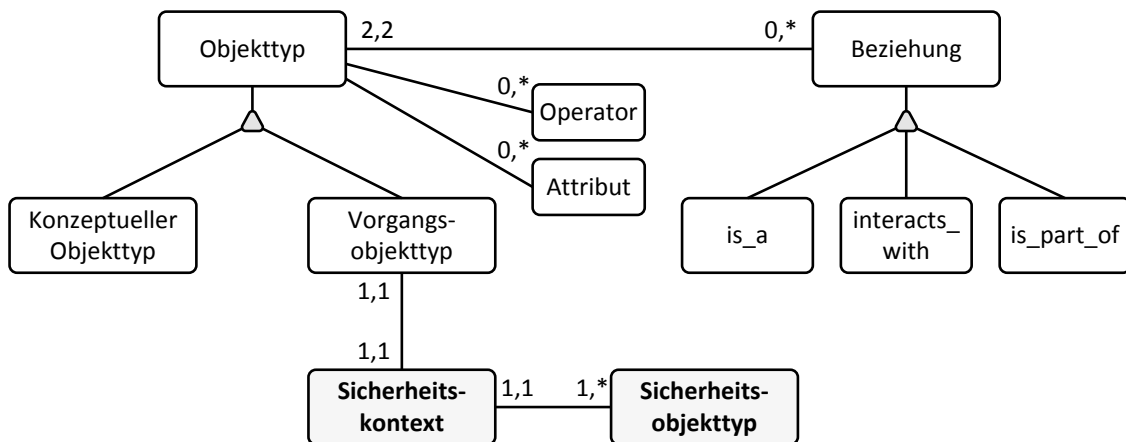 2,2
0,*
Objekttyp
Beziehung
0,*
Operator
0,*
Attribut
Konzeptueller
Objekttyp
Vorgangs-
objekttyp
is_a
interacts_
with
is_part_of
1,1
1,1
Sicherheits-
kontext
1,1
1,*
Sicherheits-
objekttyp